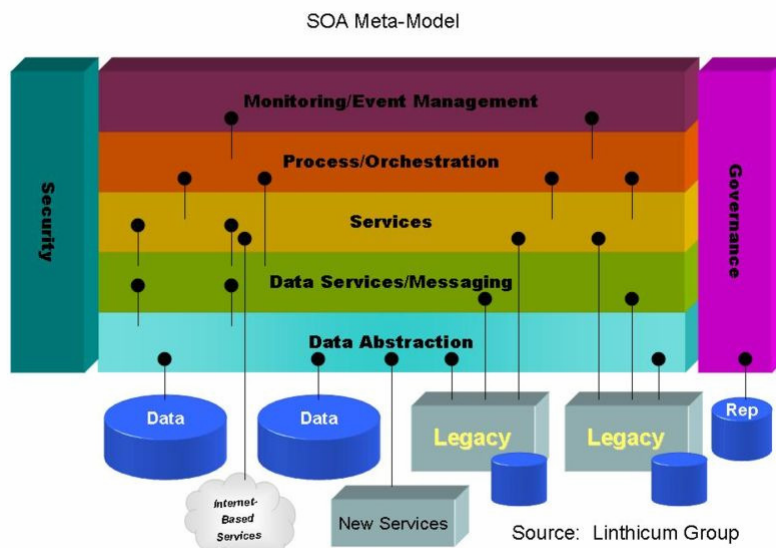 SOA Meta-Model
Security
Monitoring/Event Management
Process/Orchestration
Services
Data Services/Messaging
Data Abstraction
Governance
Data
Data
Legacy
Legacy
Rep
Internet-
Based
Services
New Services
Source: Linthicum Group